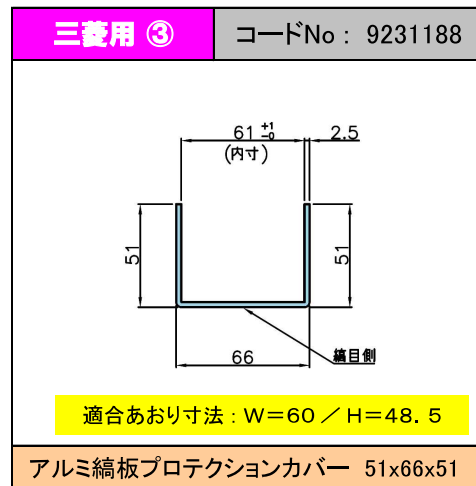 三菱用 ③
コードNo : 9231188
61 +1 -0
2.5
(内寸)
51
51
66
縞目側
適合あおり寸法 : W=60 / H=48.5
アルミ縞板プロテクションカバー 51x66x51